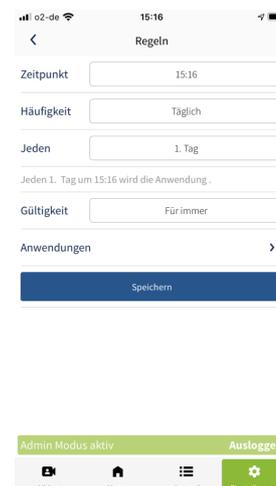 o2-de 15:16
Regeln
Zeitpunkt 15:16
Häufigkeit Täglich
Jeden 1. Tag
Jeden 1. Tag um 15:16 wird die Anwendung .
Gültigkeit Für immer
Anwendungen
Speichern
Admin Modus aktiv Auslogge